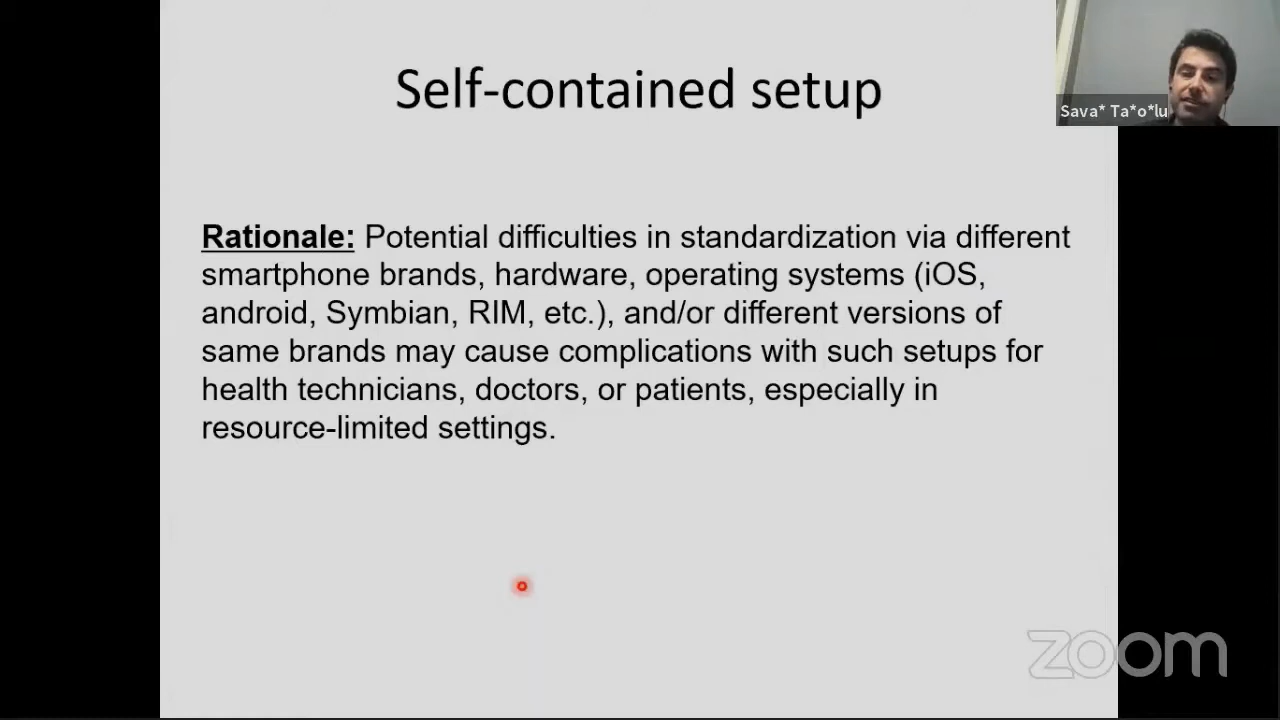 Self-contained setup
Sava* Ta*o*lu
Rationale: Potential difficulties in standardization via different
smartphone brands, hardware, operating systems (iOS,
android, Symbian, RIM, etc.), and/or different versions of
same brands may cause complications with such setups for
health technicians, doctors, or patients, especially in
resource-limited settings.
zoom